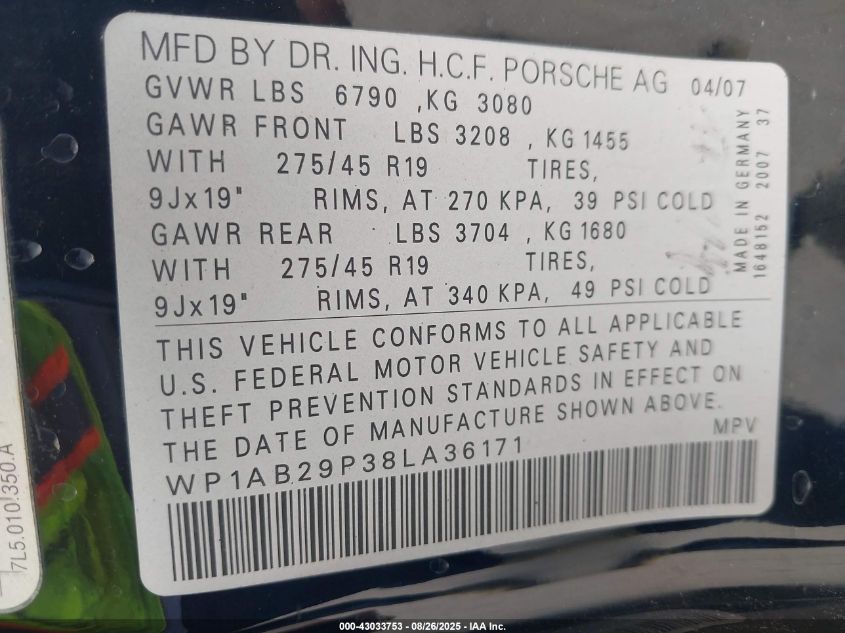 MFD BY DR. ING. H.C.F. PORSCHE AG 04/07
GVWR LBS 6790 ,KG 3080
GAWR FRONT LBS 3208 , KG 1455
WITH 275/45 R19 TIRES,
9Jx19" RIMS, AT 270 KPA, 39 PSI COLD
GAWR REAR LBS 3704 , KG 1680
WITH 275/45 R19 TIRES,
9Jx19" RIMS, AT 340 KPA, 49 PSI COLD
THIS VEHICLE CONFORMS TO ALL APPLICABLE
U.S. FEDERAL MOTOR VEHICLE SAFETY AND
THEFT PREVENTION STANDARDS IN EFFECT ON
THE DATE OF MANUFACTURE SHOWN ABOVE.
MPV
WP1AB29P38LA36171
MADE IN GERMANY
1648152 2007 37
7L5.010.350.A
000-43033753 - 08/26/2025 - IAA Inc.